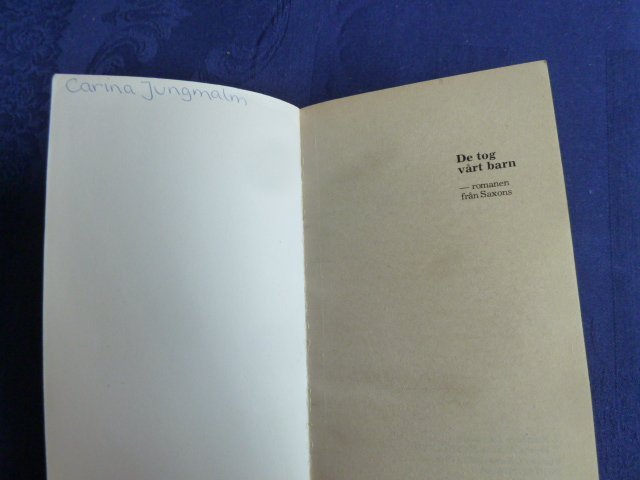 Carina Jungmalm
De tog
vårt barn
— romanen
från Saxons